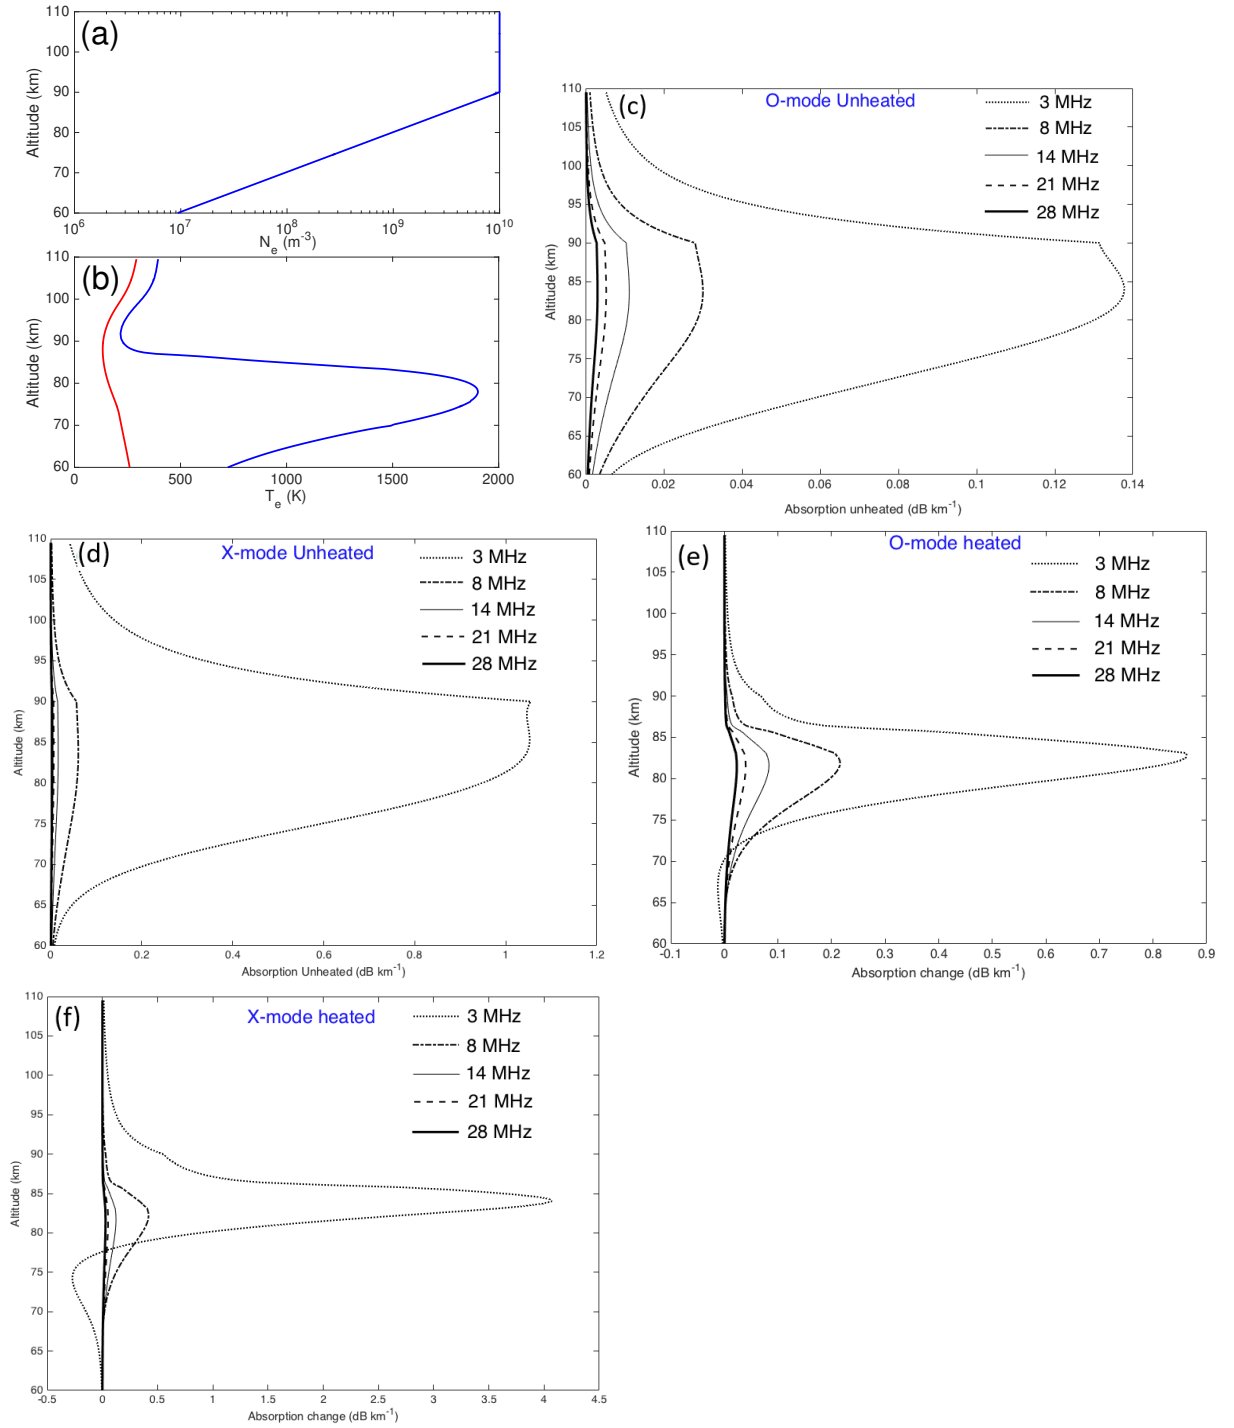 (a)
110
100
90
80
70
60
Altitude (km)
10^6 10^7 10^8 10^9 10^10
N_e (m^-3)
(b)
110
100
90
80
70
60
Altitude (km)
0 500 1000 1500 2000
T_e (K)
(c)
O-mode Unheated
3 MHz
8 MHz
14 MHz
21 MHz
28 MHz
110
105
100
95
90
85
80
75
70
65
60
Altitude (km)
0 0.02 0.04 0.06 0.08 0.1 0.12 0.14
Absorption unheated (dB km^-1)
(d)
X-mode Unheated
3 MHz
8 MHz
14 MHz
21 MHz
28 MHz
110
105
100
95
90
85
80
75
70
65
60
Altitude (km)
0 0.2 0.4 0.6 0.8 1 1.2
Absorption Unheated (dB km^-1)
(e)
O-mode heated
3 MHz
8 MHz
14 MHz
21 MHz
28 MHz
110
105
100
95
90
85
80
75
70
65
60
Altitude (km)
-0.1 0 0.1 0.2 0.3 0.4 0.5 0.6 0.7 0.8 0.9
Absorption change (dB km^-1)
(f)
X-mode heated
3 MHz
8 MHz
14 MHz
21 MHz
28 MHz
110
105
100
95
90
85
80
75
70
65
60
Altitude (km)
-0.5 0 0.5 1 1.5 2 2.5 3 3.5 4 4.5
Absorption change (dB km^-1)